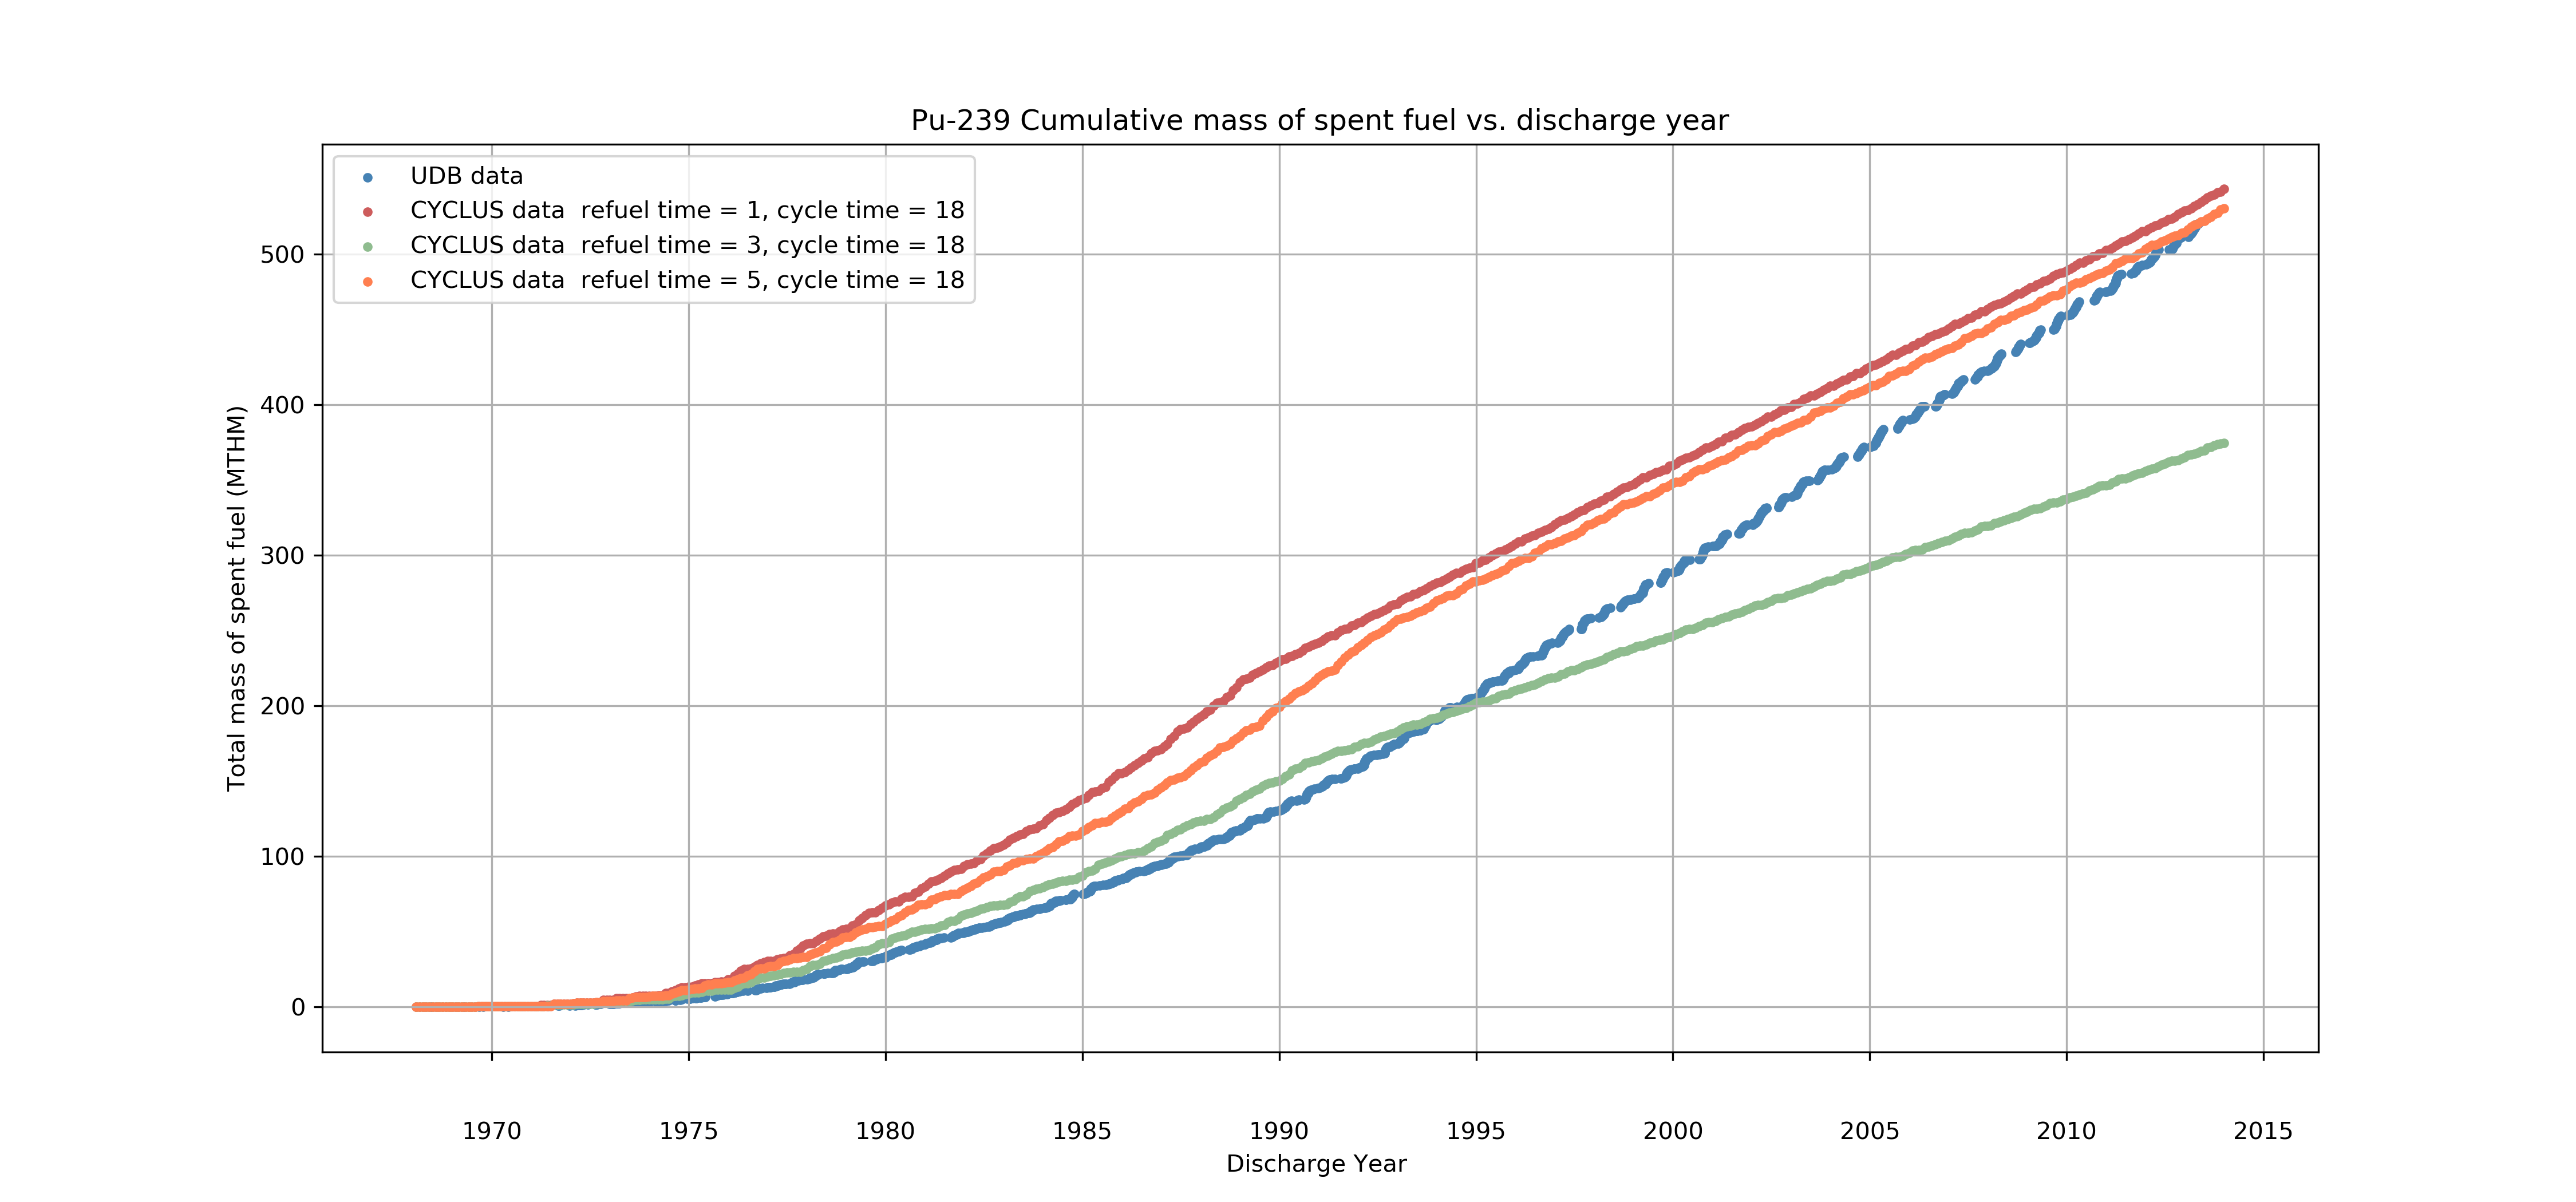 Pu-239 Cumulative mass of spent fuel vs. discharge year
UDB data
CYCLUS data  refuel time = 1, cycle time = 18
CYCLUS data  refuel time = 3, cycle time = 18
CYCLUS data  refuel time = 5, cycle time = 18
Total mass of spent fuel (MTHM)
500
400
300
200
100
0
1970 1975 1980 1985 1990 1995 2000 2005 2010 2015
Discharge Year